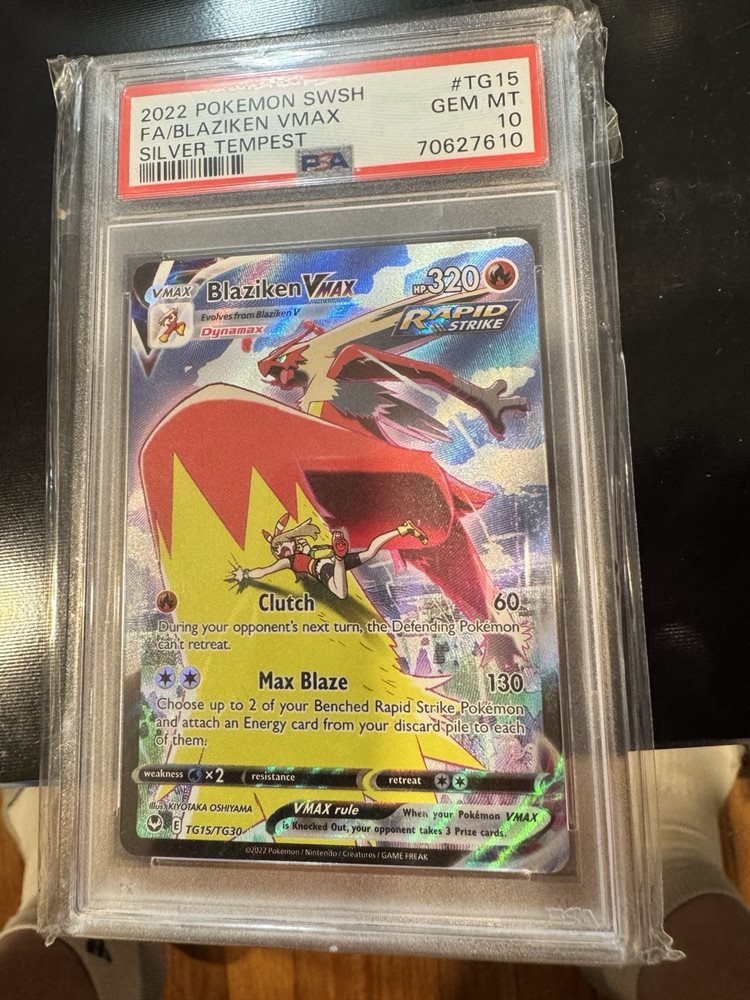 2022 POKEMON SWSH #TG15
FA/BLAZIKEN VMAX GEM MT
SILVER TEMPEST 10
PSA 70627610
VMAX Blaziken VMAX HP 320
Evolves from Blaziken V
Dynamax
RAPID
STRIKE
Clutch 60
During your opponent's next turn, the Defending Pokémon
can't retreat.
Max Blaze 130
Choose up to 2 of your Benched Rapid Strike Pokémon
and attach an Energy card from your discard pile to each
of them.
weakness ×2 resistance retreat
Illus. KIYOTAKA OSHIYAMA
VMAX rule When your Pokémon VMAX
is Knocked Out, your opponent takes 3 Prize cards.
E TG15/TG30
©2022 Pokémon / Nintendo / Creatures / GAME FREAK
PSA